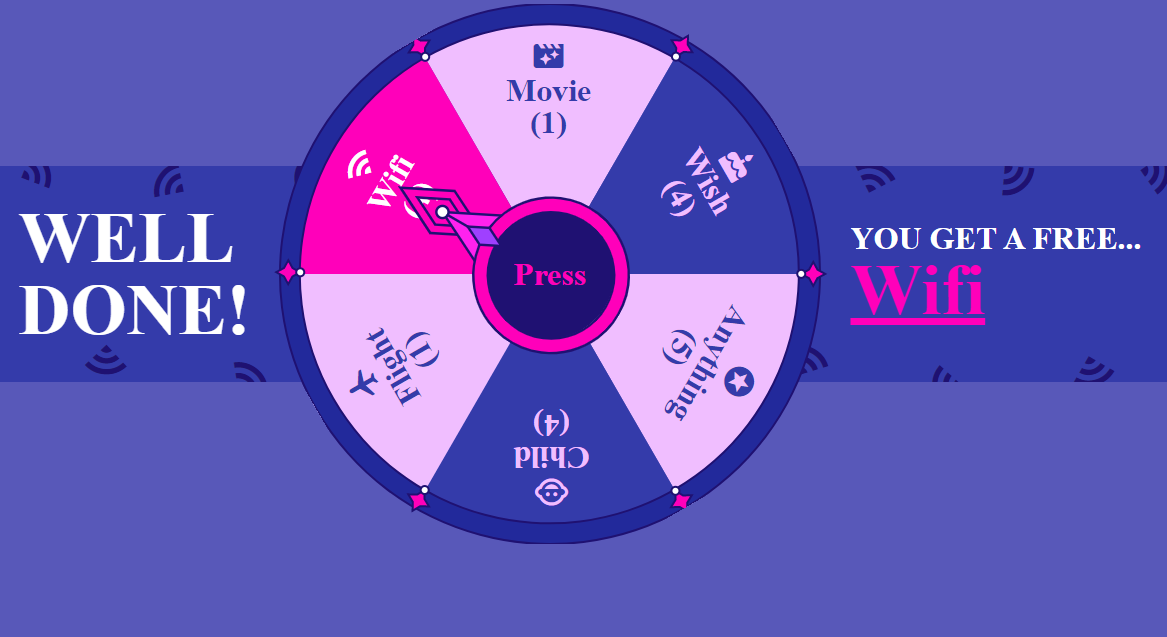 WELL
DONE!
Movie
(1)
Wish
(4)
Anything
(5)
Child
(4)
Flight
(1)
Wifi
Press
YOU GET A FREE...
Wifi